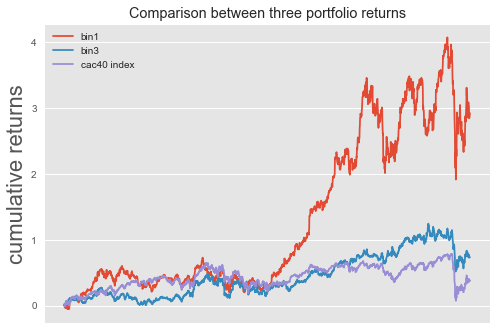 Comparison between three portfolio returns
bin1
bin3
cac40 index
cumulative returns
4
3
2
1
0